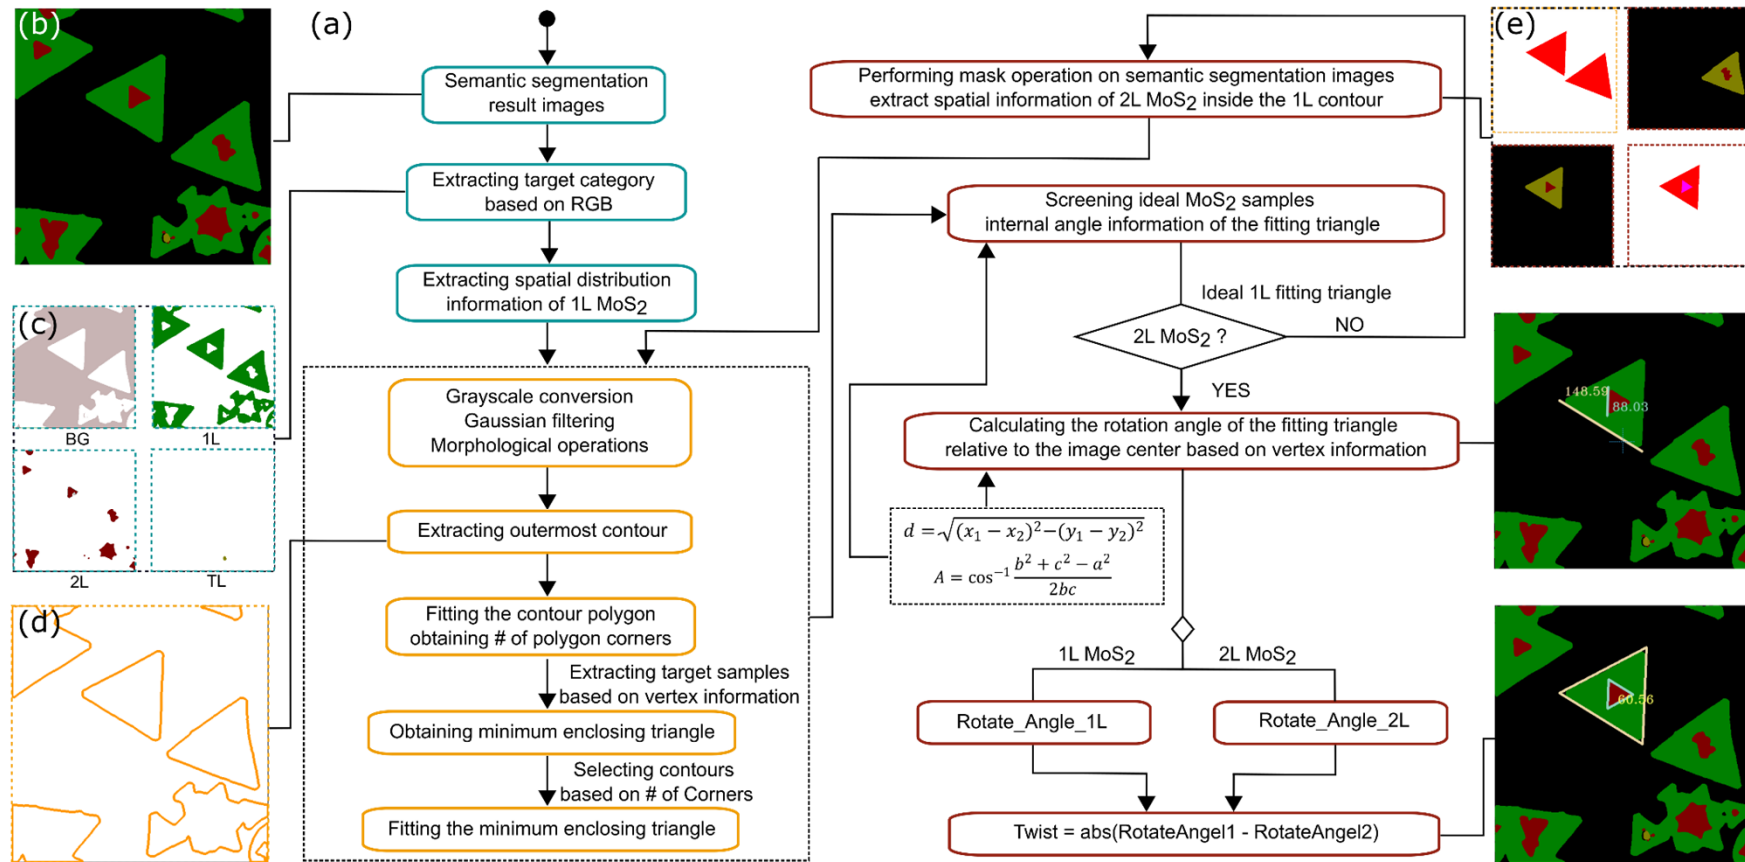 (b)
(a)
Semantic segmentation
result images
Extracting target category
based on RGB
Extracting spatial distribution
information of 1L MoS₂
(c)
BG
1L
2L
TL
Grayscale conversion
Gaussian filtering
Morphological operations
Extracting outermost contour
(d)
Fitting the contour polygon
obtaining # of polygon corners
Extracting target samples
based on vertex information
Obtaining minimum enclosing triangle
Selecting contours
based on # of Corners
Fitting the minimum enclosing triangle
Performing mask operation on semantic segmentation images
extract spatial information of 2L MoS₂ inside the 1L contour
(e)
Screening ideal MoS₂ samples
internal angle information of the fitting triangle
Ideal 1L fitting triangle
2L MoS₂ ?
NO
YES
Calculating the rotation angle of the fitting triangle
relative to the image center based on vertex information
148.59
88.03
d = √(x₁ − x₂)²−(y₁ − y₂)²
A = cos⁻¹ (b² + c² − a²)/2bc
1L MoS₂
2L MoS₂
Rotate_Angle_1L
Rotate_Angle_2L
60.56
Twist = abs(RotateAngel1 - RotateAngel2)